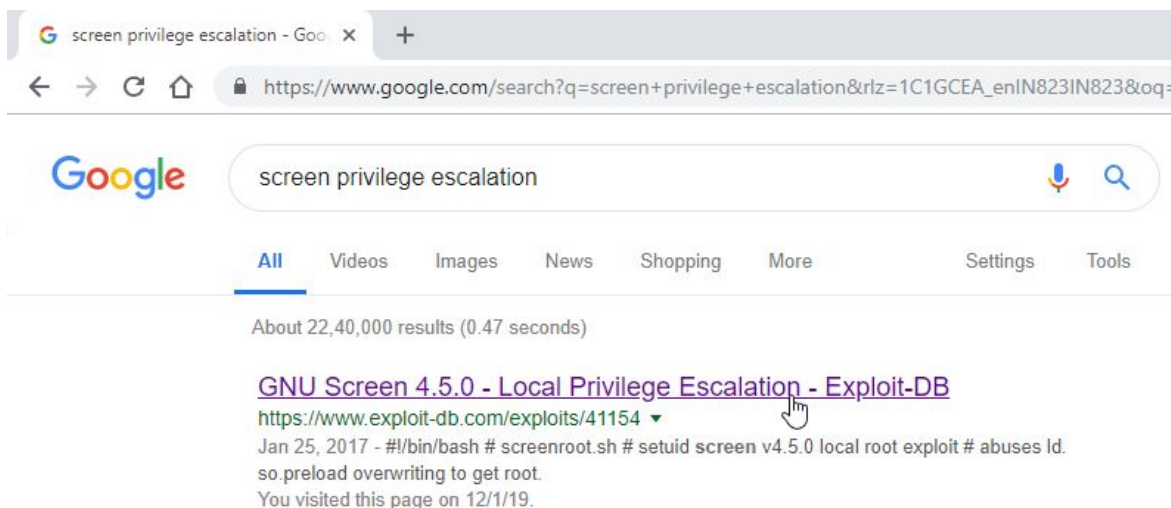 screen privilege escalation - Goo
https://www.google.com/search?q=screen+privilege+escalation&rlz=1C1GCEA_enIN823IN823&oq=
Google
screen privilege escalation
All Videos Images News Shopping More Settings Tools
About 22,40,000 results (0.47 seconds)
GNU Screen 4.5.0 - Local Privilege Escalation - Exploit-DB
https://www.exploit-db.com/exploits/41154
Jan 25, 2017 - #!/bin/bash # screenroot.sh # setuid screen v4.5.0 local root exploit # abuses ld.
so.preload overwriting to get root.
You visited this page on 12/1/19.